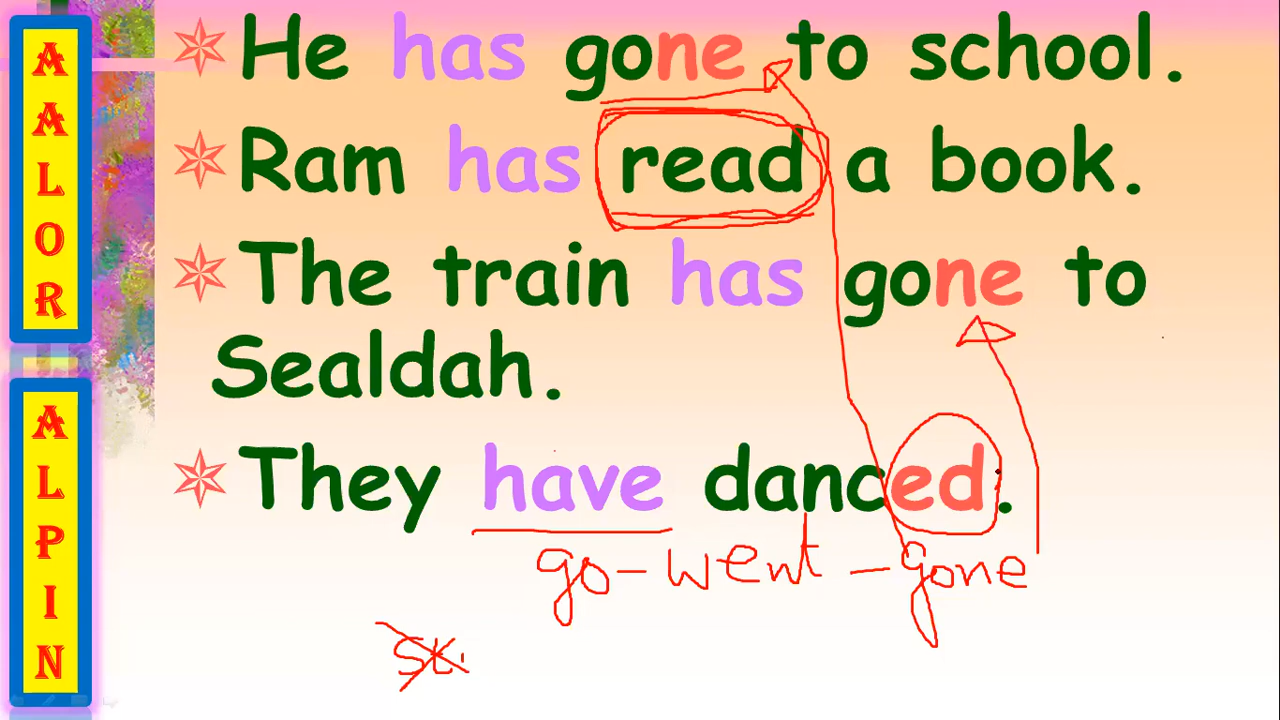 AALOR
ALPIN
He has gone to school.
Ram has read a book.
The train has gone to
Sealdah.
They have danced.
go - went - gone